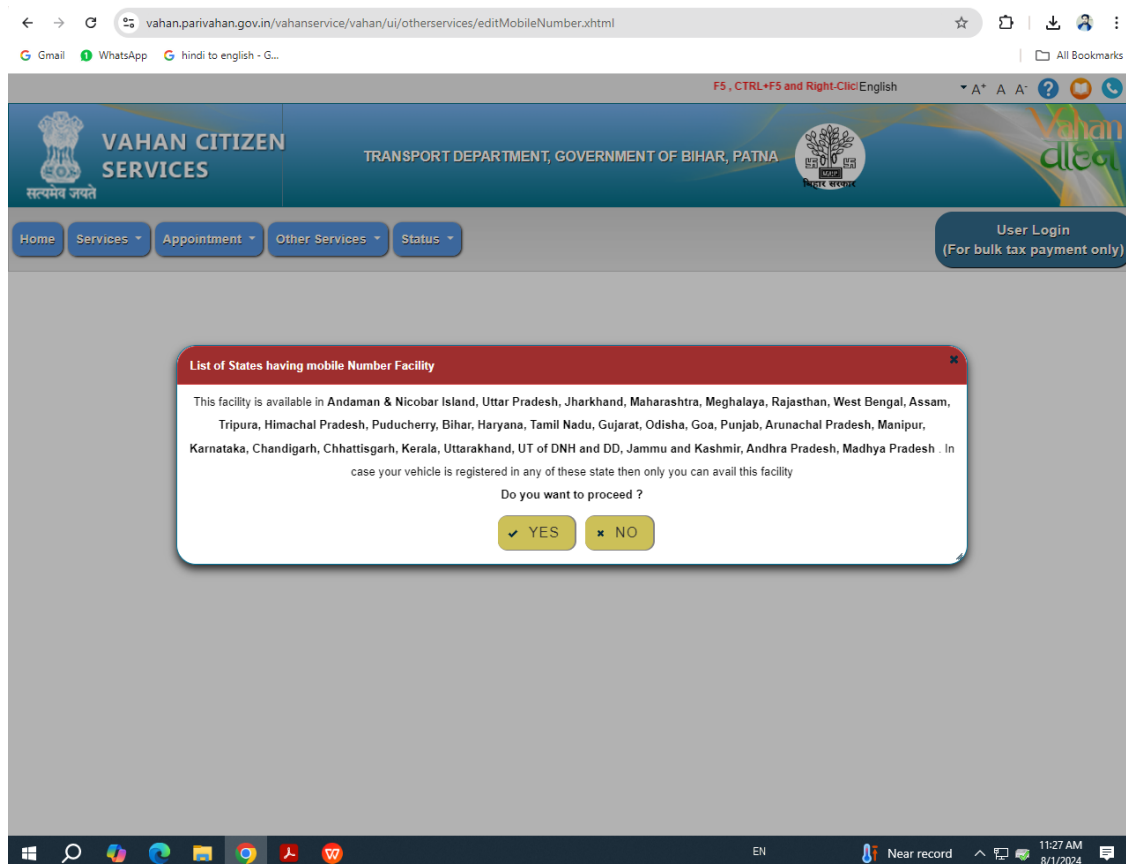 vahan.parivahan.gov.in/vahanservice/vahan/ui/otherservices/editMobileNumber.xhtml
Gmail WhatsApp hindi to english - G... All Bookmarks
F5 , CTRL+F5 and Right-Clic English A⁺ A A⁻
VAHAN CITIZEN
SERVICES
सत्यमेव जयते
TRANSPORT DEPARTMENT, GOVERNMENT OF BIHAR, PATNA
बिहार सरकार
Vahan
वाहन
Home Services Appointment Other Services Status
User Login
(For bulk tax payment only)
List of States having mobile Number Facility
This facility is available in Andaman & Nicobar Island, Uttar Pradesh, Jharkhand, Maharashtra, Meghalaya, Rajasthan, West Bengal, Assam,
Tripura, Himachal Pradesh, Puducherry, Bihar, Haryana, Tamil Nadu, Gujarat, Odisha, Goa, Punjab, Arunachal Pradesh, Manipur,
Karnataka, Chandigarh, Chhattisgarh, Kerala, Uttarakhand, UT of DNH and DD, Jammu and Kashmir, Andhra Pradesh, Madhya Pradesh . In
case your vehicle is registered in any of these state then only you can avail this facility
Do you want to proceed ?
YES NO
EN Near record 11:27 AM
8/1/2024